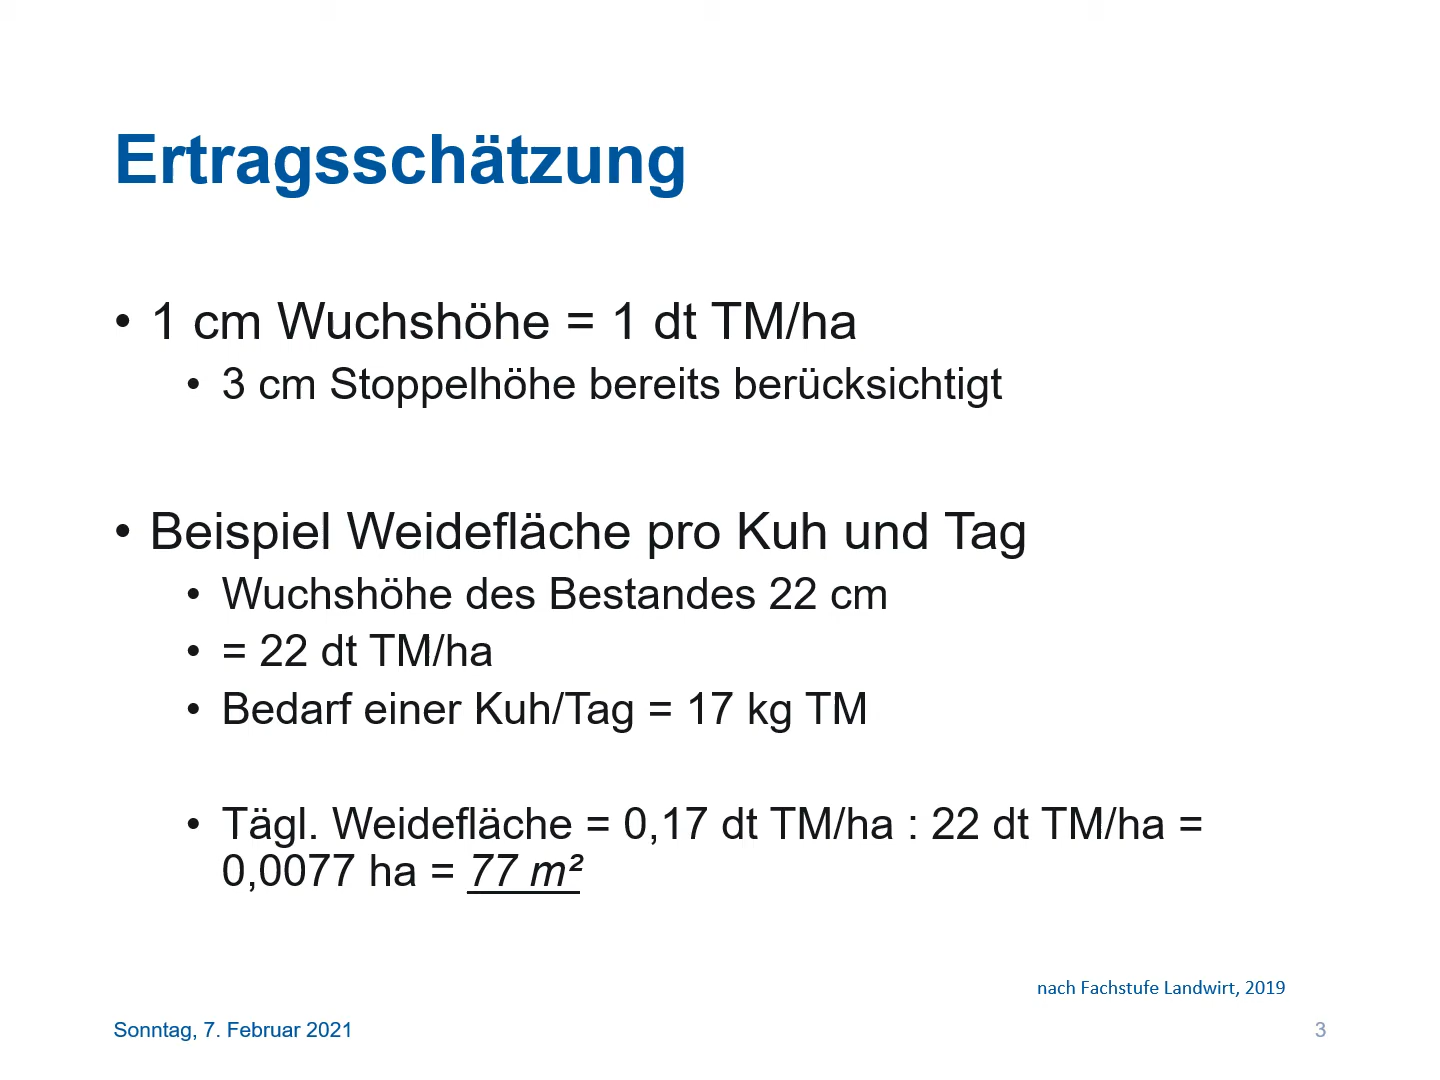 Ertragsschätzung
• 1 cm Wuchshöhe = 1 dt TM/ha
• 3 cm Stoppelhöhe bereits berücksichtigt
• Beispiel Weidefläche pro Kuh und Tag
• Wuchshöhe des Bestandes 22 cm
• = 22 dt TM/ha
• Bedarf einer Kuh/Tag = 17 kg TM
• Tägl. Weidefläche = 0,17 dt TM/ha : 22 dt TM/ha =
0,0077 ha = 77 m²
nach Fachstufe Landwirt, 2019
Sonntag, 7. Februar 2021
3